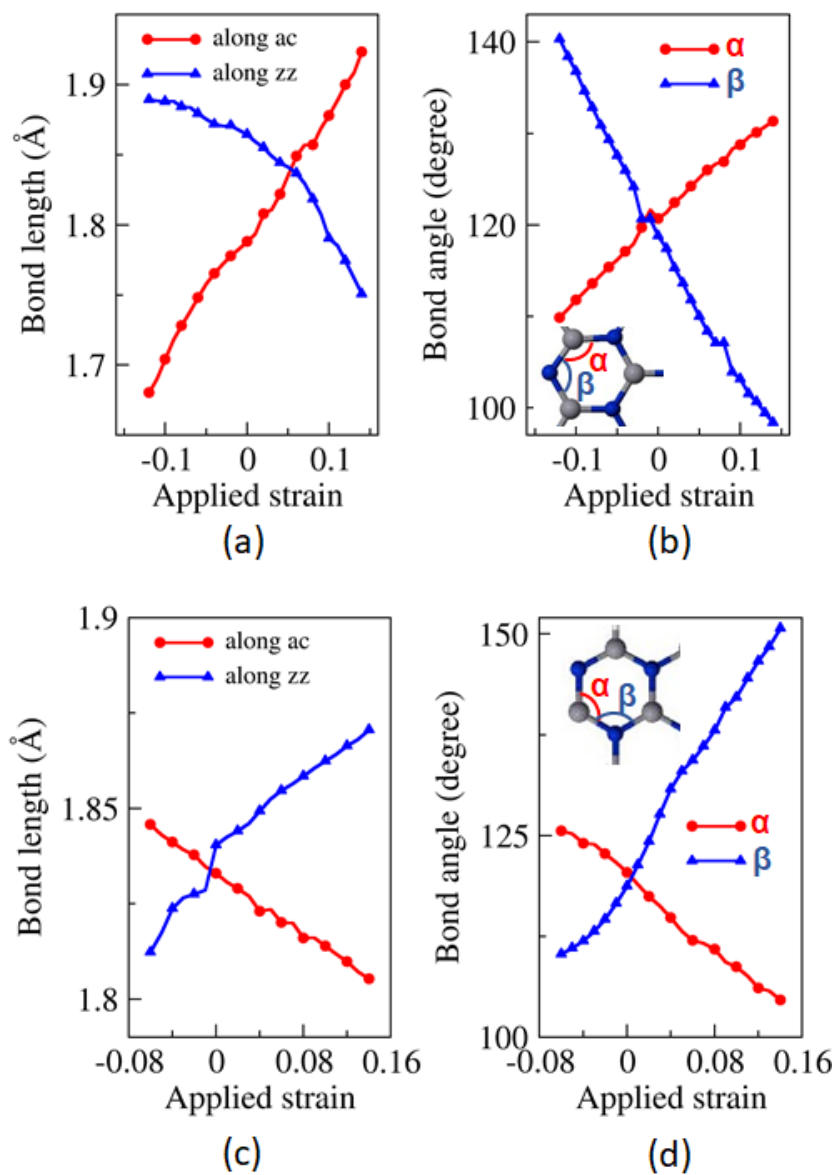 along ac
along zz
Bond length (Å)
1.9
1.8
1.7
-0.1 0 0.1
Applied strain
(a)
α
β
Bond angle (degree)
140
120
100
α
β
-0.1 0 0.1
Applied strain
(b)
along ac
along zz
Bond length (Å)
1.9
1.85
1.8
-0.08 0 0.08 0.16
Applied strain
(c)
α
β
Bond angle (degree)
150
125
100
α
β
-0.08 0 0.08 0.16
Applied strain
(d)